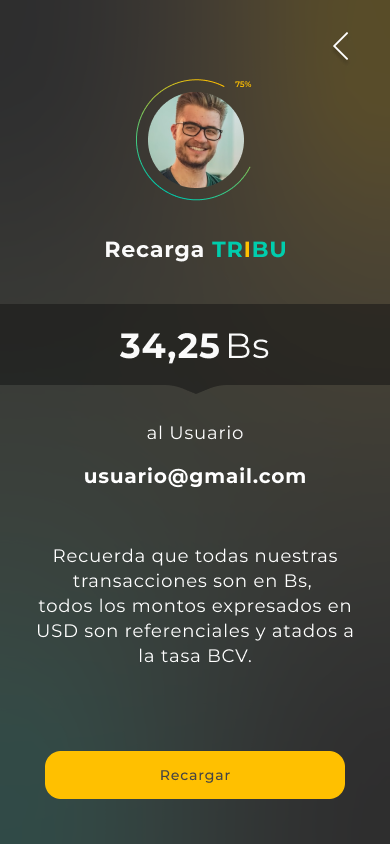 75%
Recarga TRIBU
34,25 Bs
al Usuario
usuario@gmail.com
Recuerda que todas nuestras
transacciones son en Bs,
todos los montos expresados en
USD son referenciales y atados a
la tasa BCV.
Recargar